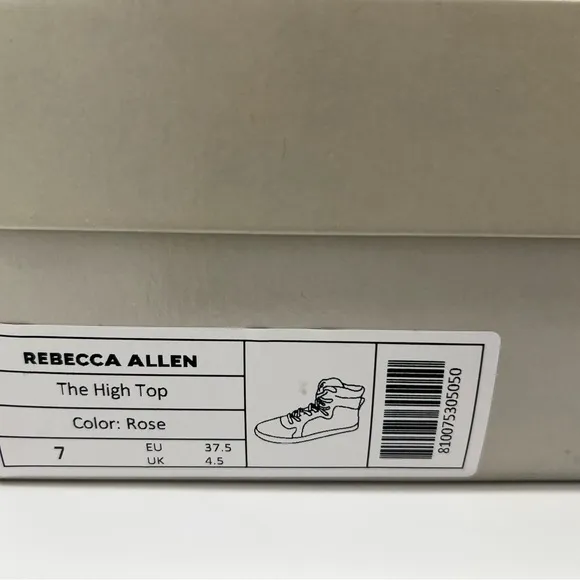 REBECCA ALLEN
The High Top
Color: Rose
7 EU 37.5
UK 4.5
810075305050